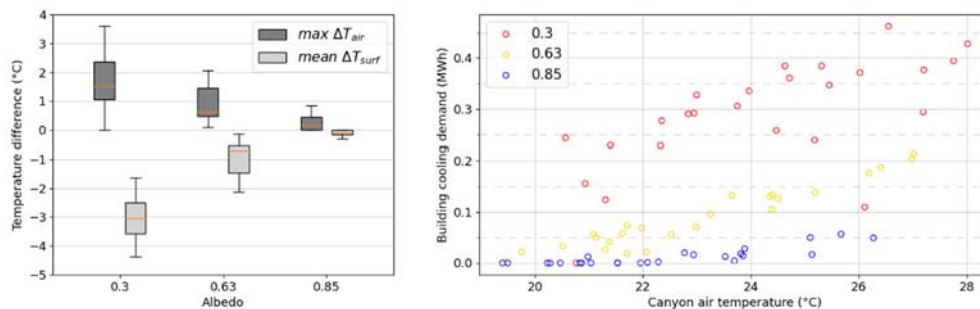 4
3
2
1
0
−1
−2
−3
−4
−5
Temperature difference (°C)
max ΔT_air
mean ΔT_surf
0.3 0.63 0.85
Albedo
0.3
0.63
0.85
0.4
0.3
0.2
0.1
0.0
Building cooling demand (MWh)
20 22 24 26 28
Canyon air temperature (°C)